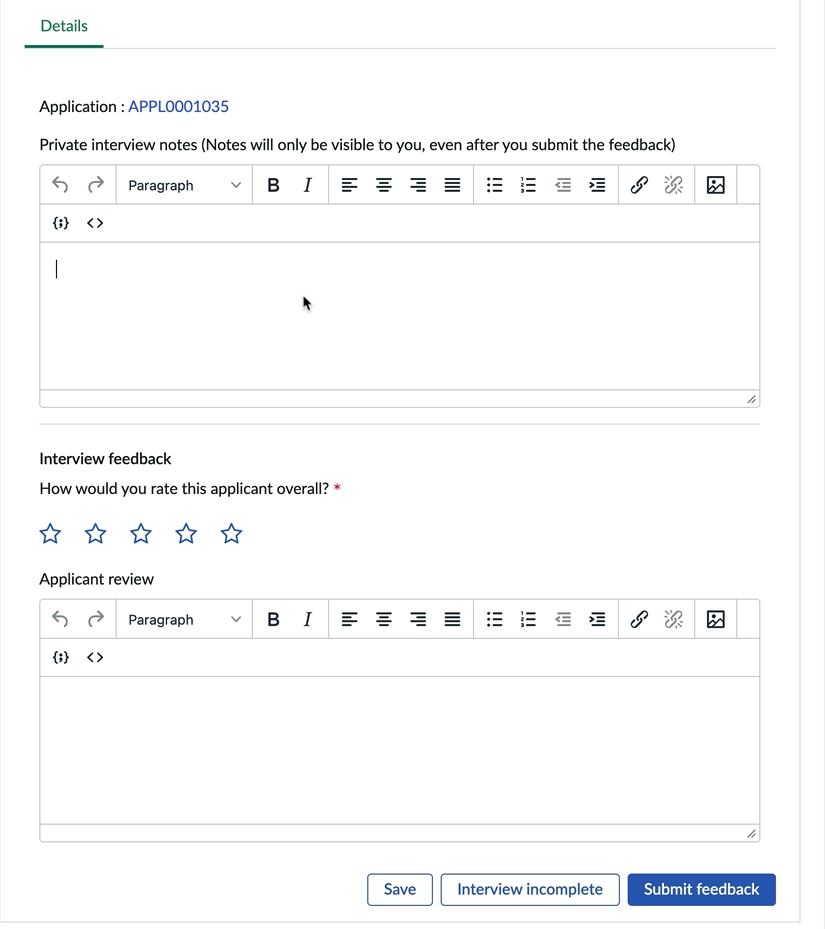 Details
Application : APPL0001035
Private interview notes (Notes will only be visible to you, even after you submit the feedback)
Paragraph B I
{;} <>
Interview feedback
How would you rate this applicant overall? *
Applicant review
Paragraph B I
{;} <>
Save Interview incomplete Submit feedback